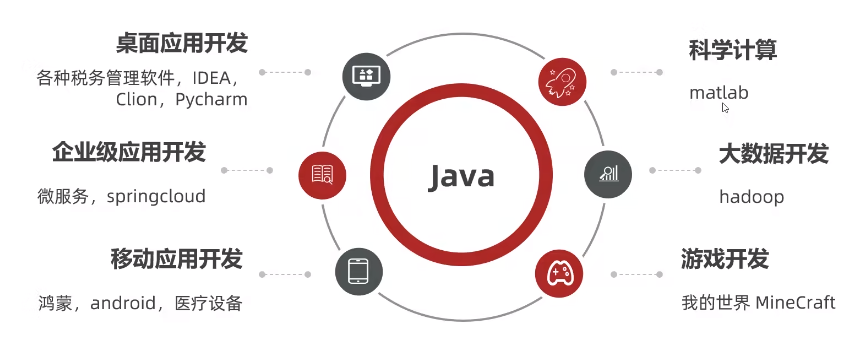 桌面应用开发
各种税务管理软件，IDEA，
Clion，Pycharm
企业级应用开发
微服务，springcloud
移动应用开发
鸿蒙，android，医疗设备
Java
科学计算
matlab
大数据开发
hadoop
游戏开发
我的世界 MineCraft